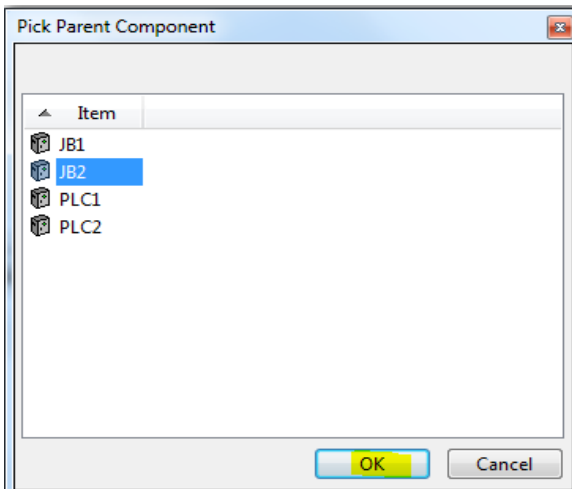 Pick Parent Component
Item
JB1
JB2
PLC1
PLC2
OK Cancel